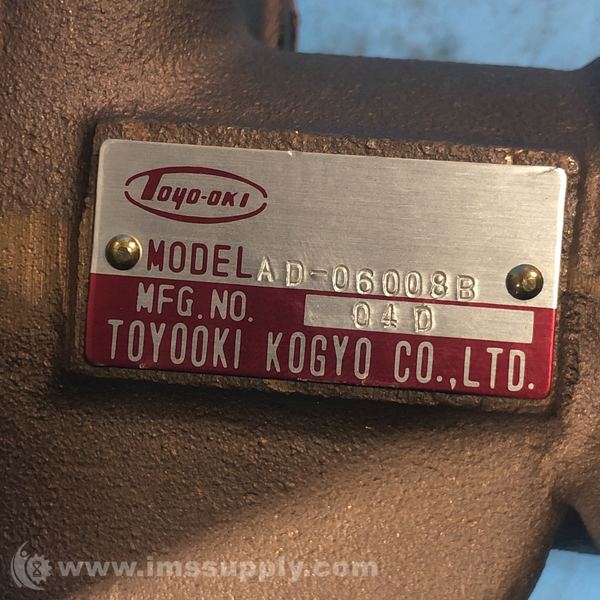 Toyo-oki
MODEL AD-06008B
MFG.NO. 04D
TOYOOKI KOGYO CO.,LTD.
www.imssupply.com